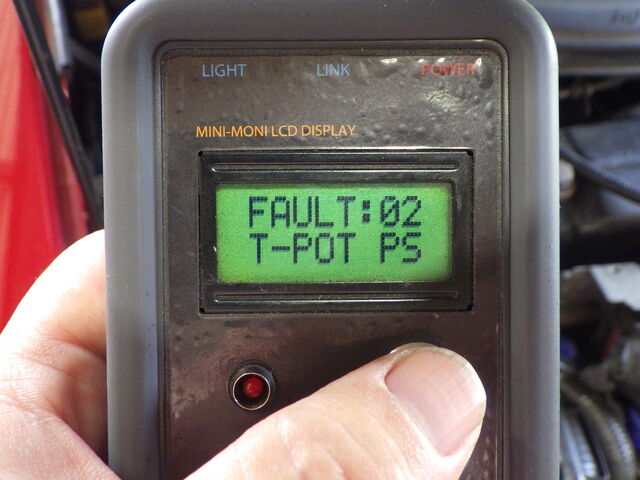 LIGHT LINK POWER
MINI-MONI LCD DISPLAY
FAULT:02
T-POT PS